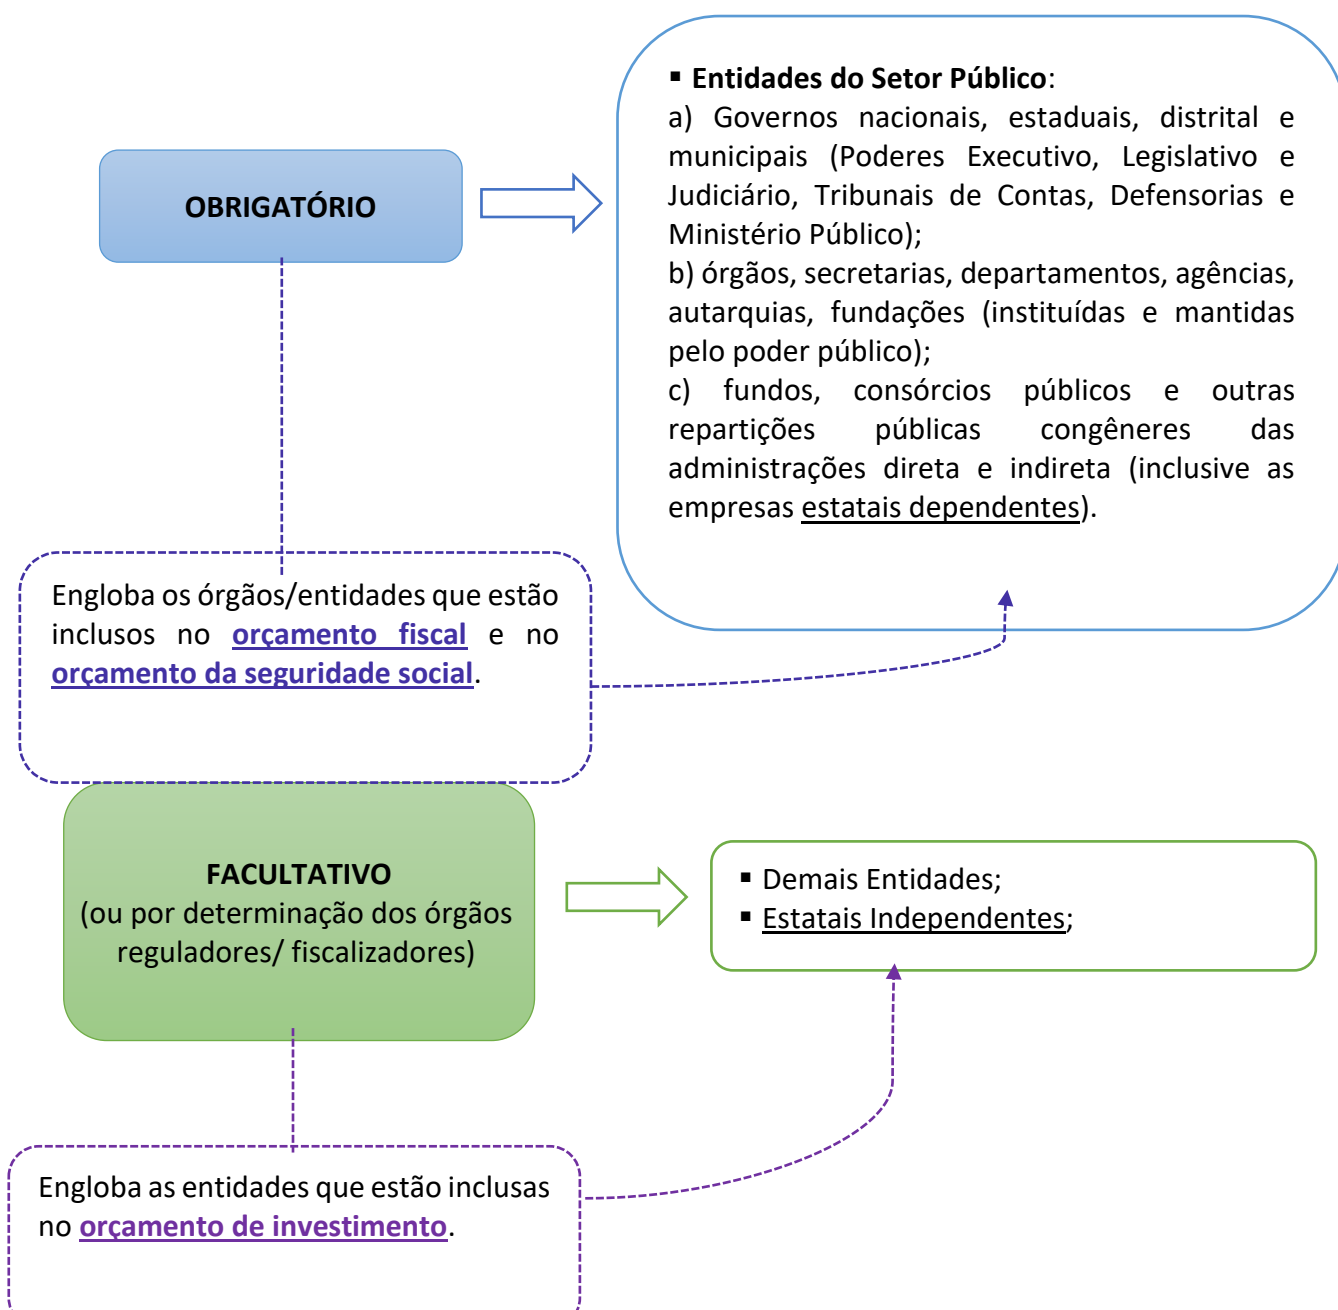 OBRIGATÓRIO
▪ Entidades do Setor Público:
a) Governos nacionais, estaduais, distrital e
municipais (Poderes Executivo, Legislativo e
Judiciário, Tribunais de Contas, Defensorias e
Ministério Público);
b) órgãos, secretarias, departamentos, agências,
autarquias, fundações (instituídas e mantidas
pelo poder público);
c) fundos, consórcios públicos e outras
repartições públicas congêneres das
administrações direta e indireta (inclusive as
empresas estatais dependentes).
Engloba os órgãos/entidades que estão
inclusos no orçamento fiscal e no
orçamento da seguridade social.
FACULTATIVO
(ou por determinação dos órgãos
reguladores/ fiscalizadores)
▪ Demais Entidades;
▪ Estatais Independentes;
Engloba as entidades que estão inclusas
no orçamento de investimento.